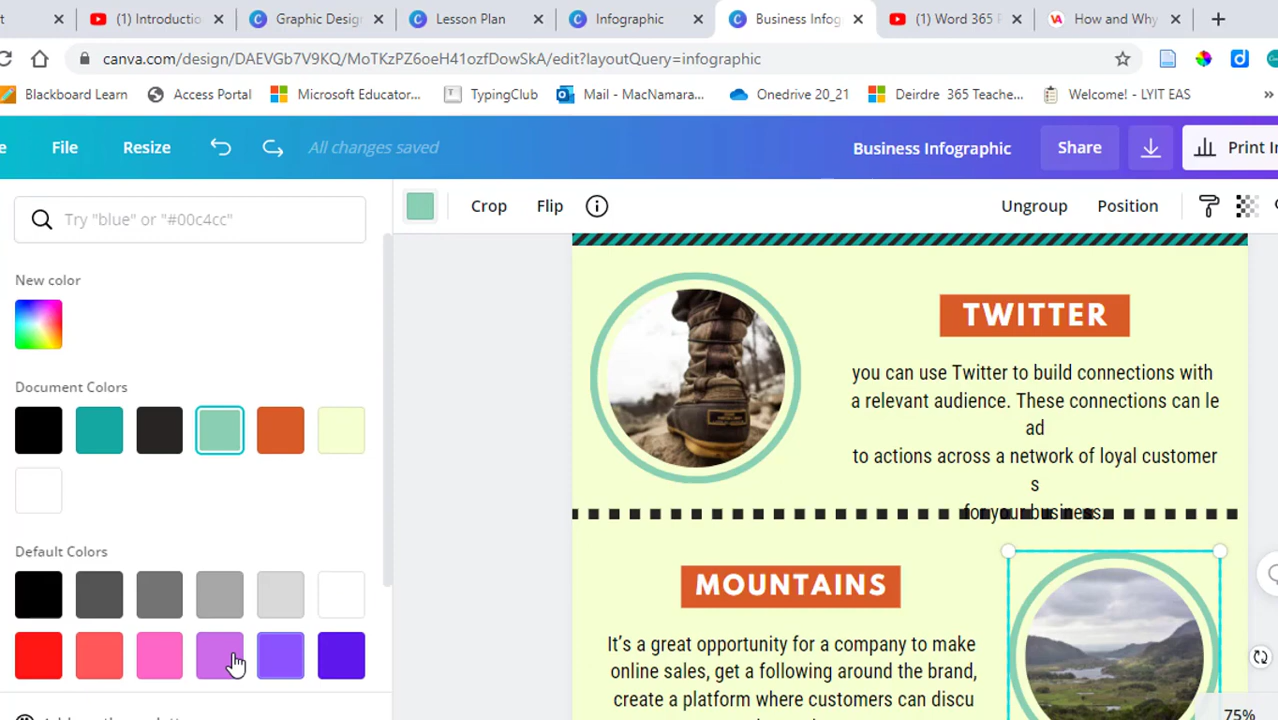 t
(1) Introductio
Graphic Desig
Lesson Plan
Infographic
Business Infog
(1) Word 365 F
How and Why
canva.com/design/DAEVGb7V9KQ/MoTKzPZ6oeH41ozfDowSkA/edit?layoutQuery=infographic
Blackboard Learn
Access Portal
Microsoft Educator...
TypingClub
Mail - MacNamara...
Onedrive 20_21
Deirdre 365 Teache...
Welcome! - LYIT EAS
»
e
File
Resize
All changes saved
Business Infographic
Share
Print In
Try "blue" or "#00c4cc"
Crop
Flip
Ungroup
Position
New color
Document Colors
Default Colors
TWITTER
you can use Twitter to build connections with
a relevant audience. These connections can le
ad
to actions across a network of loyal customer
s
for your business.
MOUNTAINS
It's a great opportunity for a company to make
online sales, get a following around the brand,
create a platform where customers can discu
75%